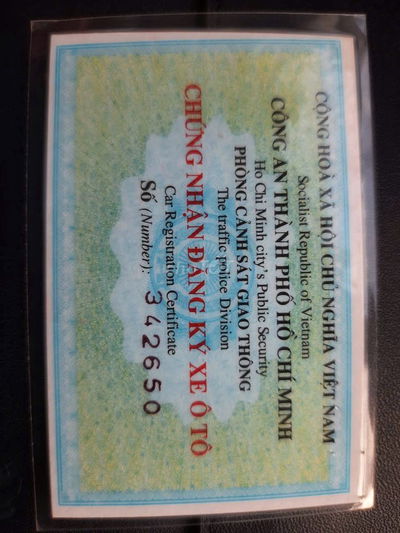 CỘNG HOÀ XÃ HỘI CHỦ NGHĨA VIỆT NAM
Socialist Republic of Vietnam
CÔNG AN THÀNH PHỐ HỒ CHÍ MINH
Ho Chi Minh city's Public Security
PHÒNG CẢNH SÁT GIAO THÔNG
The traffic police Division
CHỨNG NHẬN ĐĂNG KÝ XE Ô TÔ
Car Registration Certificate
Số (Number): 342650